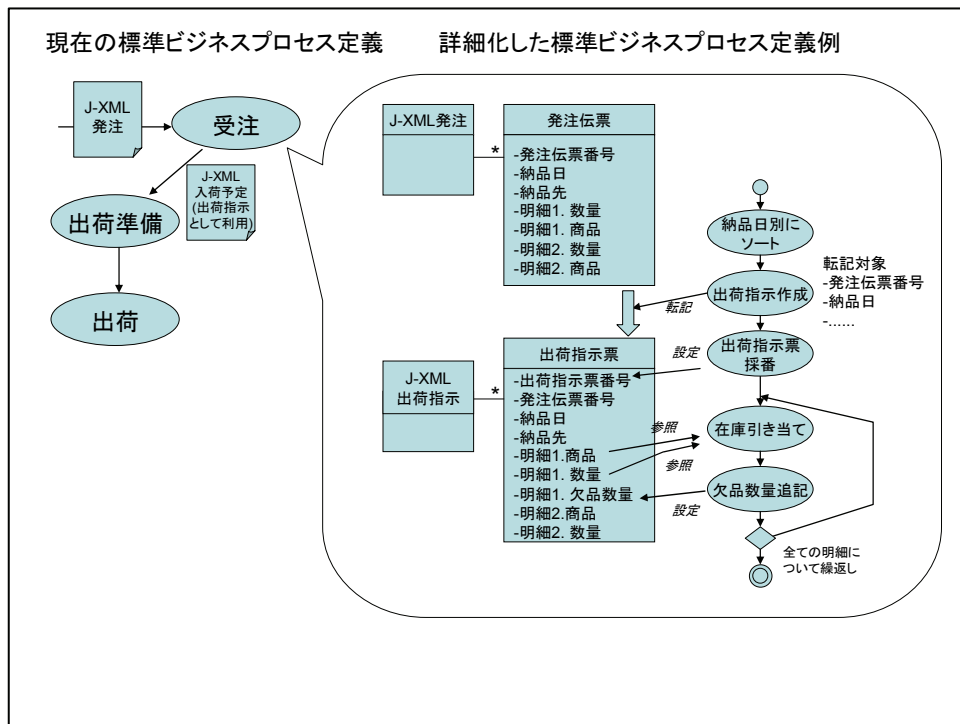 現在の標準ビジネスプロセス定義
詳細化した標準ビジネスプロセス定義例
J-XML
発注
受注
J-XML
入荷予定
(出荷指示
として利用)
出荷準備
出荷
J-XML発注
*
発注伝票
-発注伝票番号
-納品日
-納品先
-明細1. 数量
-明細1. 商品
-明細2. 数量
-明細2. 商品
納品日別に
ソート
出荷指示作成
転記対象
-発注伝票番号
-納品日
-......
転記
出荷指示票
採番
設定
J-XML
出荷指示
*
出荷指示票
-出荷指示票番号
-発注伝票番号
-納品日
-納品先
-明細1.商品
-明細1. 数量
-明細1. 欠品数量
-明細2.商品
-明細2. 数量
参照
参照
設定
在庫引き当て
欠品数量追記
全ての明細に
ついて繰返し